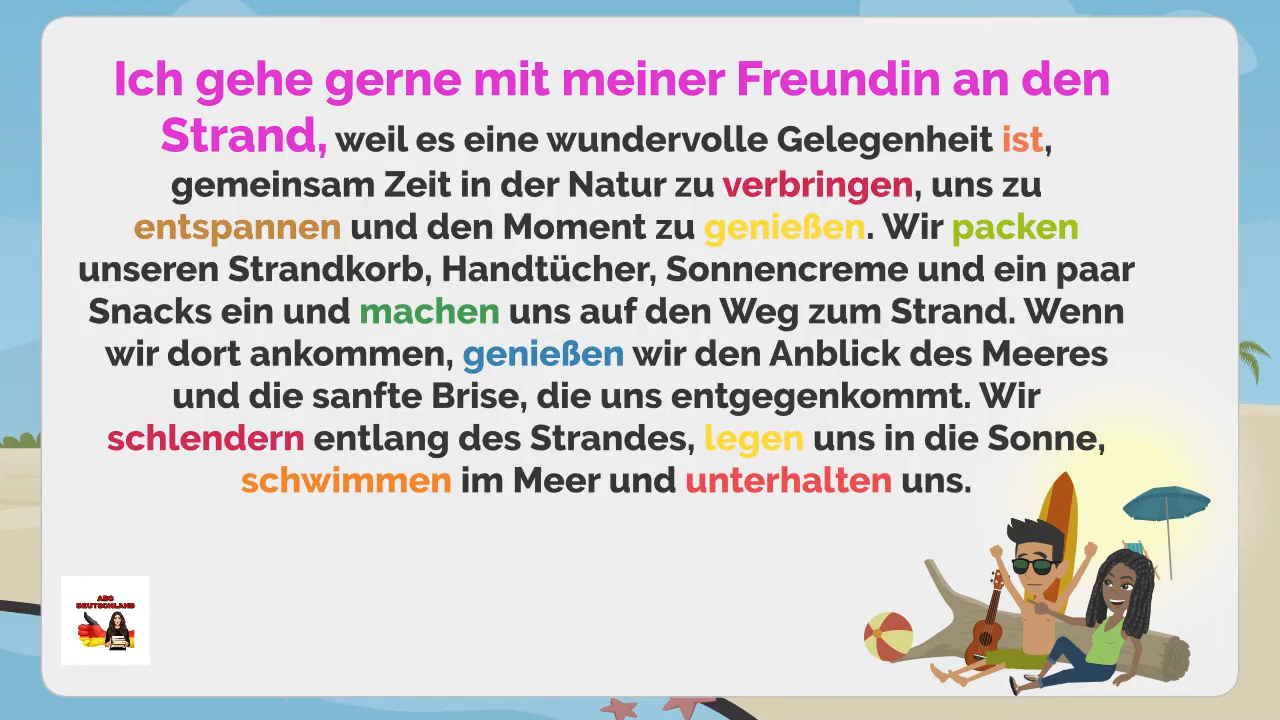 Ich gehe gerne mit meiner Freundin an den
Strand, weil es eine wundervolle Gelegenheit ist,
gemeinsam Zeit in der Natur zu verbringen, uns zu
entspannen und den Moment zu genießen. Wir packen
unseren Strandkorb, Handtücher, Sonnencreme und ein paar
Snacks ein und machen uns auf den Weg zum Strand. Wenn
wir dort ankommen, genießen wir den Anblick des Meeres
und die sanfte Brise, die uns entgegenkommt. Wir
schlendern entlang des Strandes, legen uns in die Sonne,
schwimmen im Meer und unterhalten uns.
ABG
DEUTSCHLAND